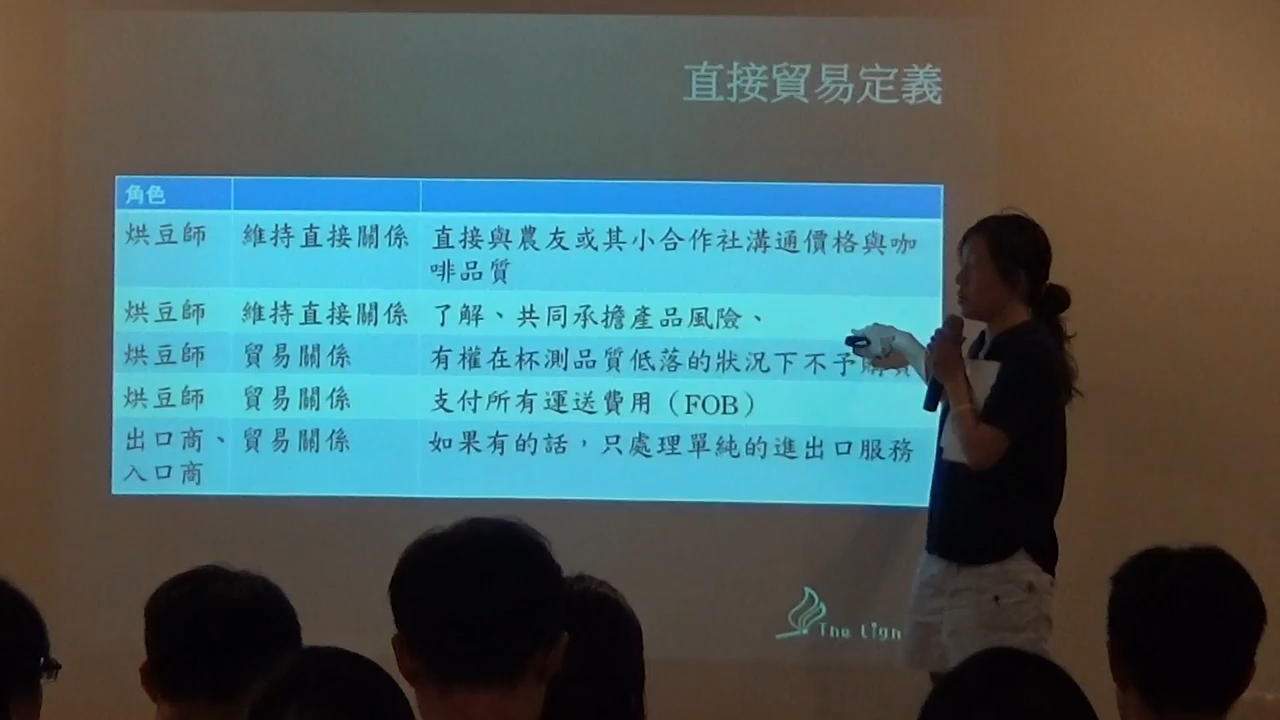 直接貿易定義
角色
烘豆師 維持直接關係 直接與農友或其小合作社溝通價格與咖
啡品質
烘豆師 維持直接關係 了解、共同承擔產品風險、
烘豆師 貿易關係 有權在杯測品質低落的狀況下不予購買
烘豆師 貿易關係 支付所有運送費用（FOB）
出口商、 貿易關係 如果有的話，只處理單純的進出口服務
入口商
The Lign